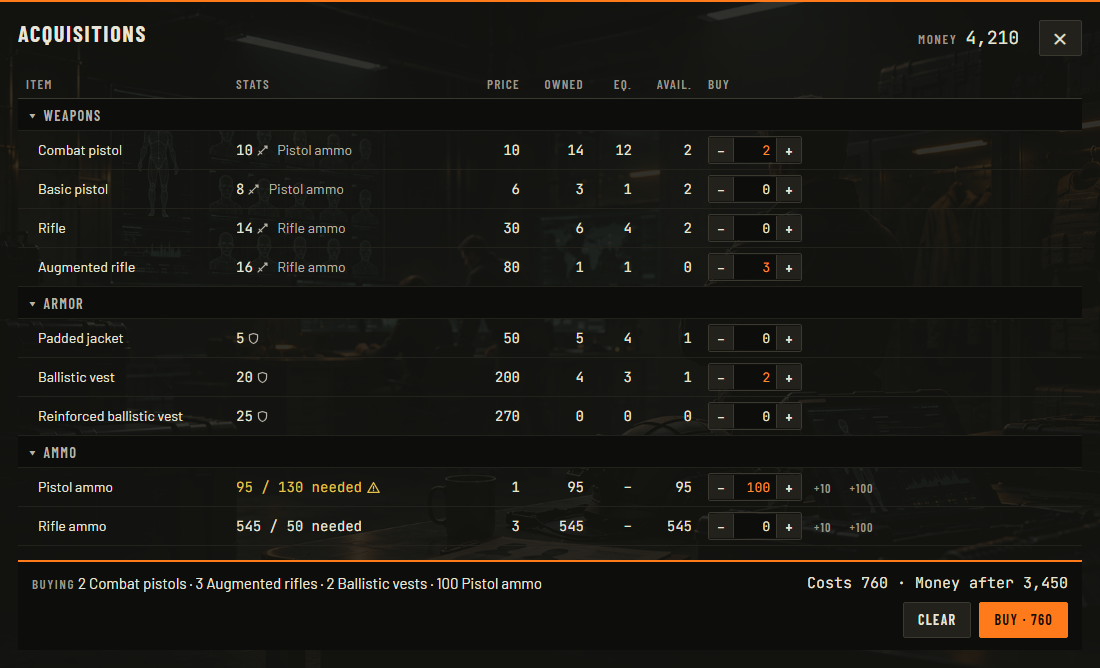 ACQUISITIONS
MONEY 4,210 ✕
ITEM STATS PRICE OWNED EQ. AVAIL. BUY
▾ WEAPONS
Combat pistol 10 Pistol ammo 10 14 12 2 – 2 +
Basic pistol 8 Pistol ammo 6 3 1 2 – 0 +
Rifle 14 Rifle ammo 30 6 4 2 – 0 +
Augmented rifle 16 Rifle ammo 80 1 1 0 – 3 +
▾ ARMOR
Padded jacket 5 50 5 4 1 – 0 +
Ballistic vest 20 200 4 3 1 – 2 +
Reinforced ballistic vest 25 270 0 0 0 – 0 +
▾ AMMO
Pistol ammo 95 / 130 needed ⚠ 1 95 – 95 – 100 + +10 +100
Rifle ammo 545 / 50 needed 3 545 – 545 – 0 + +10 +100
BUYING 2 Combat pistols · 3 Augmented rifles · 2 Ballistic vests · 100 Pistol ammo
Costs 760 · Money after 3,450
CLEAR BUY · 760